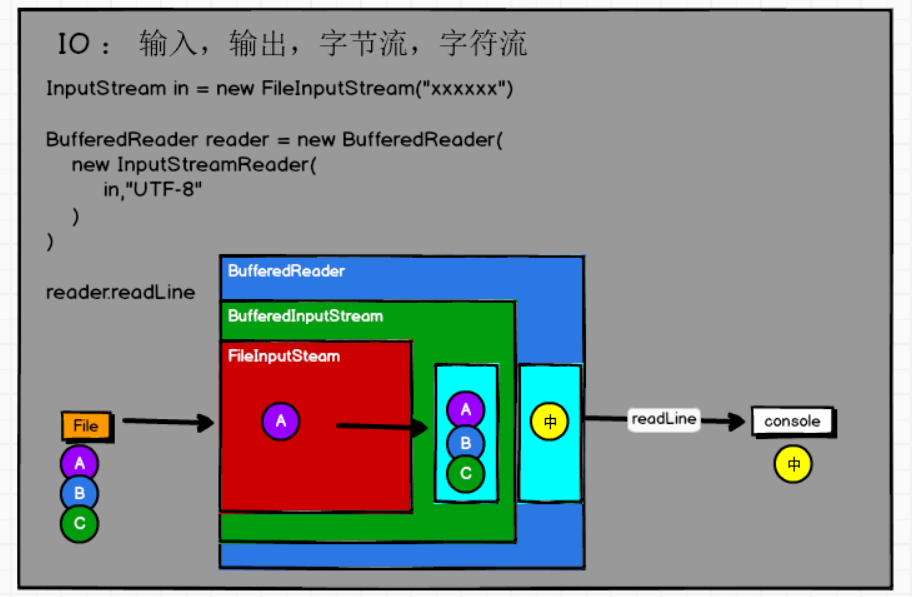 IO： 输入，输出，字节流，字符流
InputStream in = new FileInputStream("xxxxxx")
BufferedReader reader = new BufferedReader(
new InputStreamReader(
in,"UTF-8"
)
)
reader.readLine
BufferedReader
BufferedInputStream
FileInputSteam
File
A
B
C
A
A
B
C
中
readLine
console
中